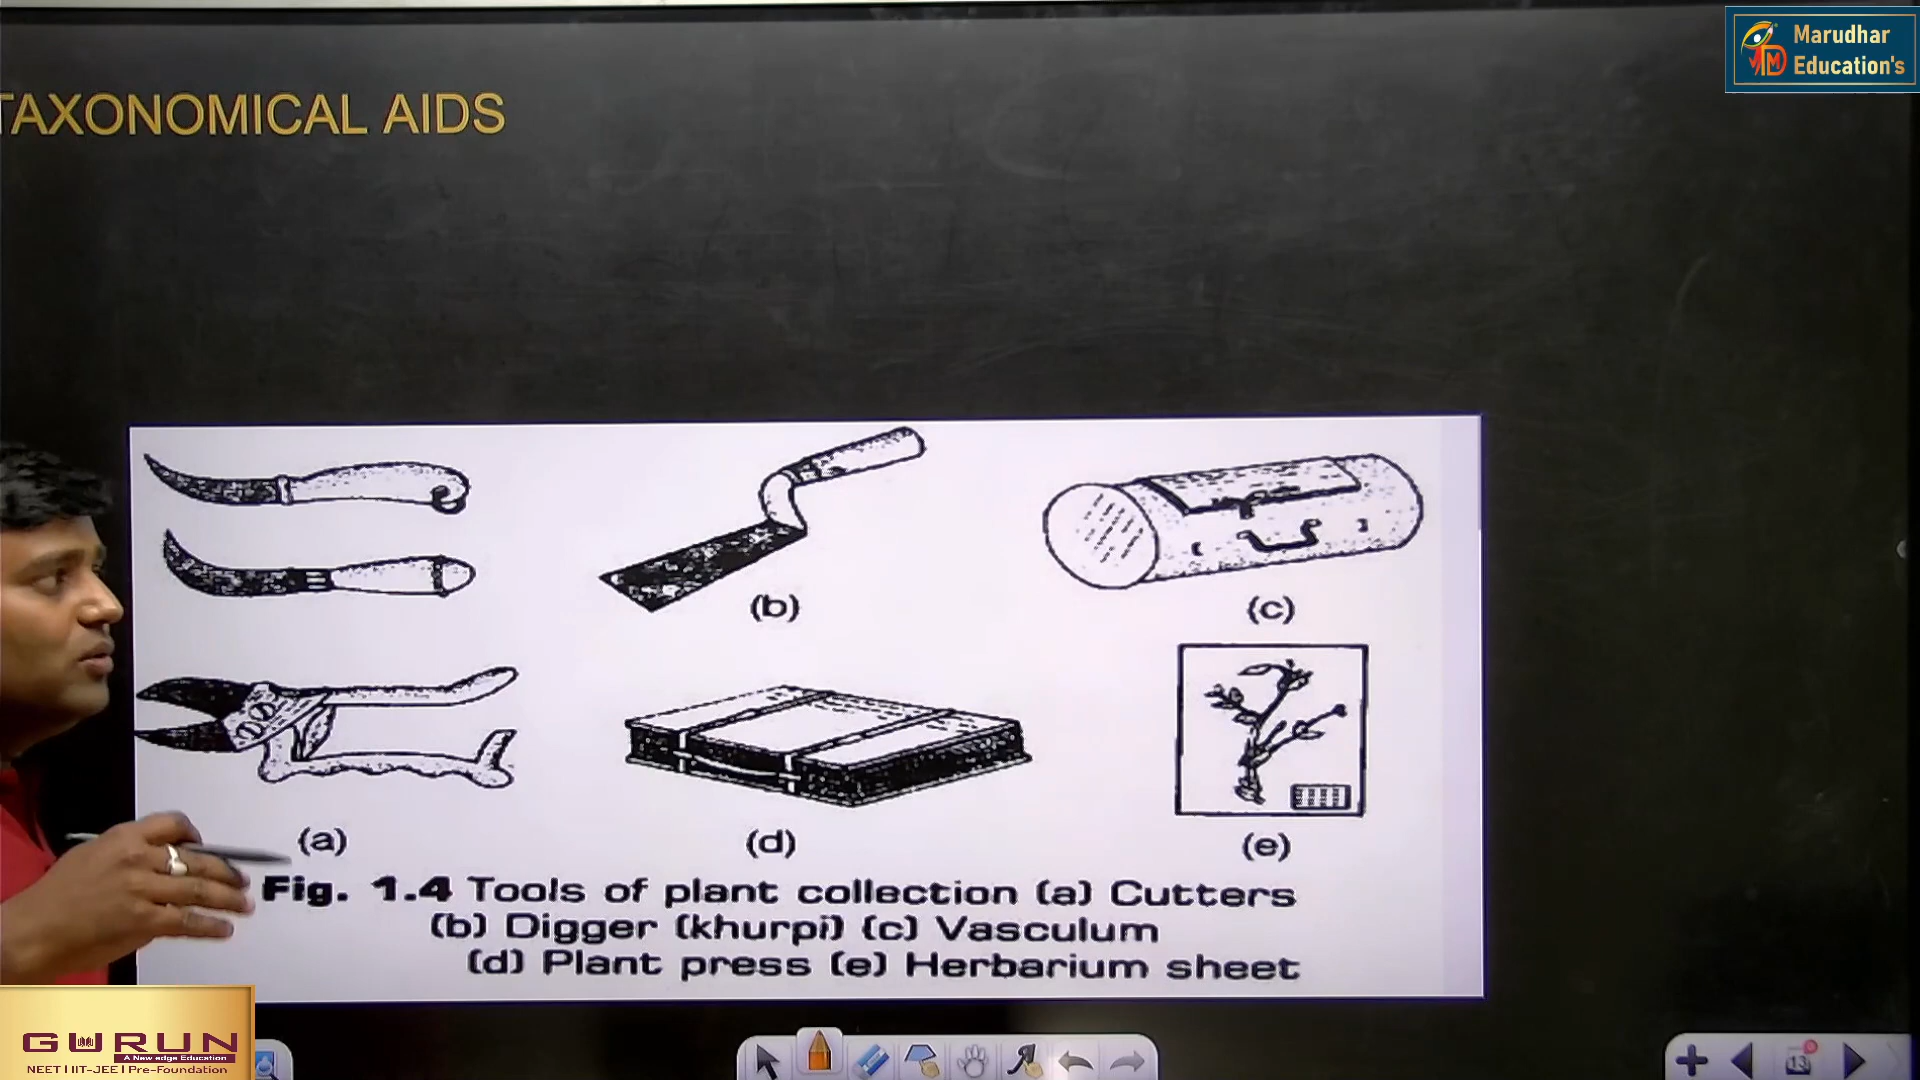 Marudhar
Education's
TAXONOMICAL AIDS
(b)
(c)
(a)
(d)
(e)
Fig. 1.4 Tools of plant collection (a) Cutters
(b) Digger (khurpi) (c) Vasculum
(d) Plant press (e) Herbarium sheet
GURUN
A New edge Education
NEET | IIT-JEE | Pre-Foundation
13